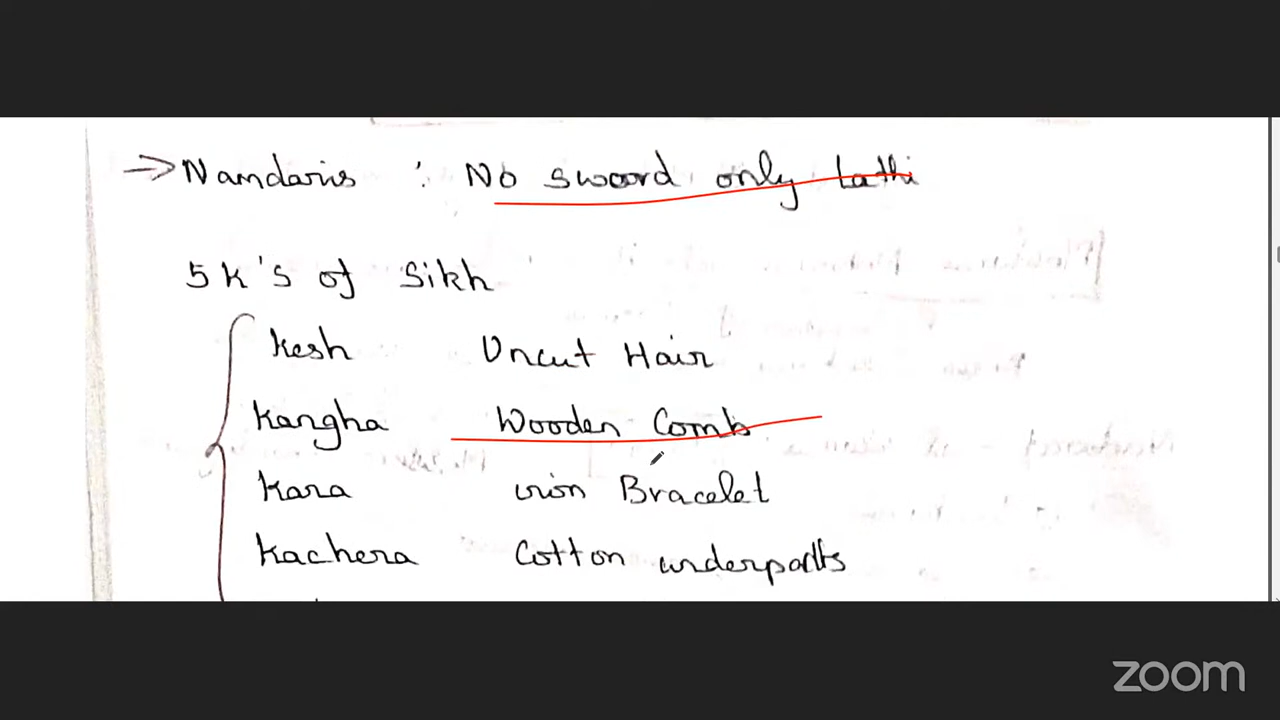 → Namdaris : No sword only Lathi
5 K's of Sikh
Kesh Uncut Hair
Kangha Wooden Comb
Kara iron Bracelet
Kachera Cotton underpants
zoom